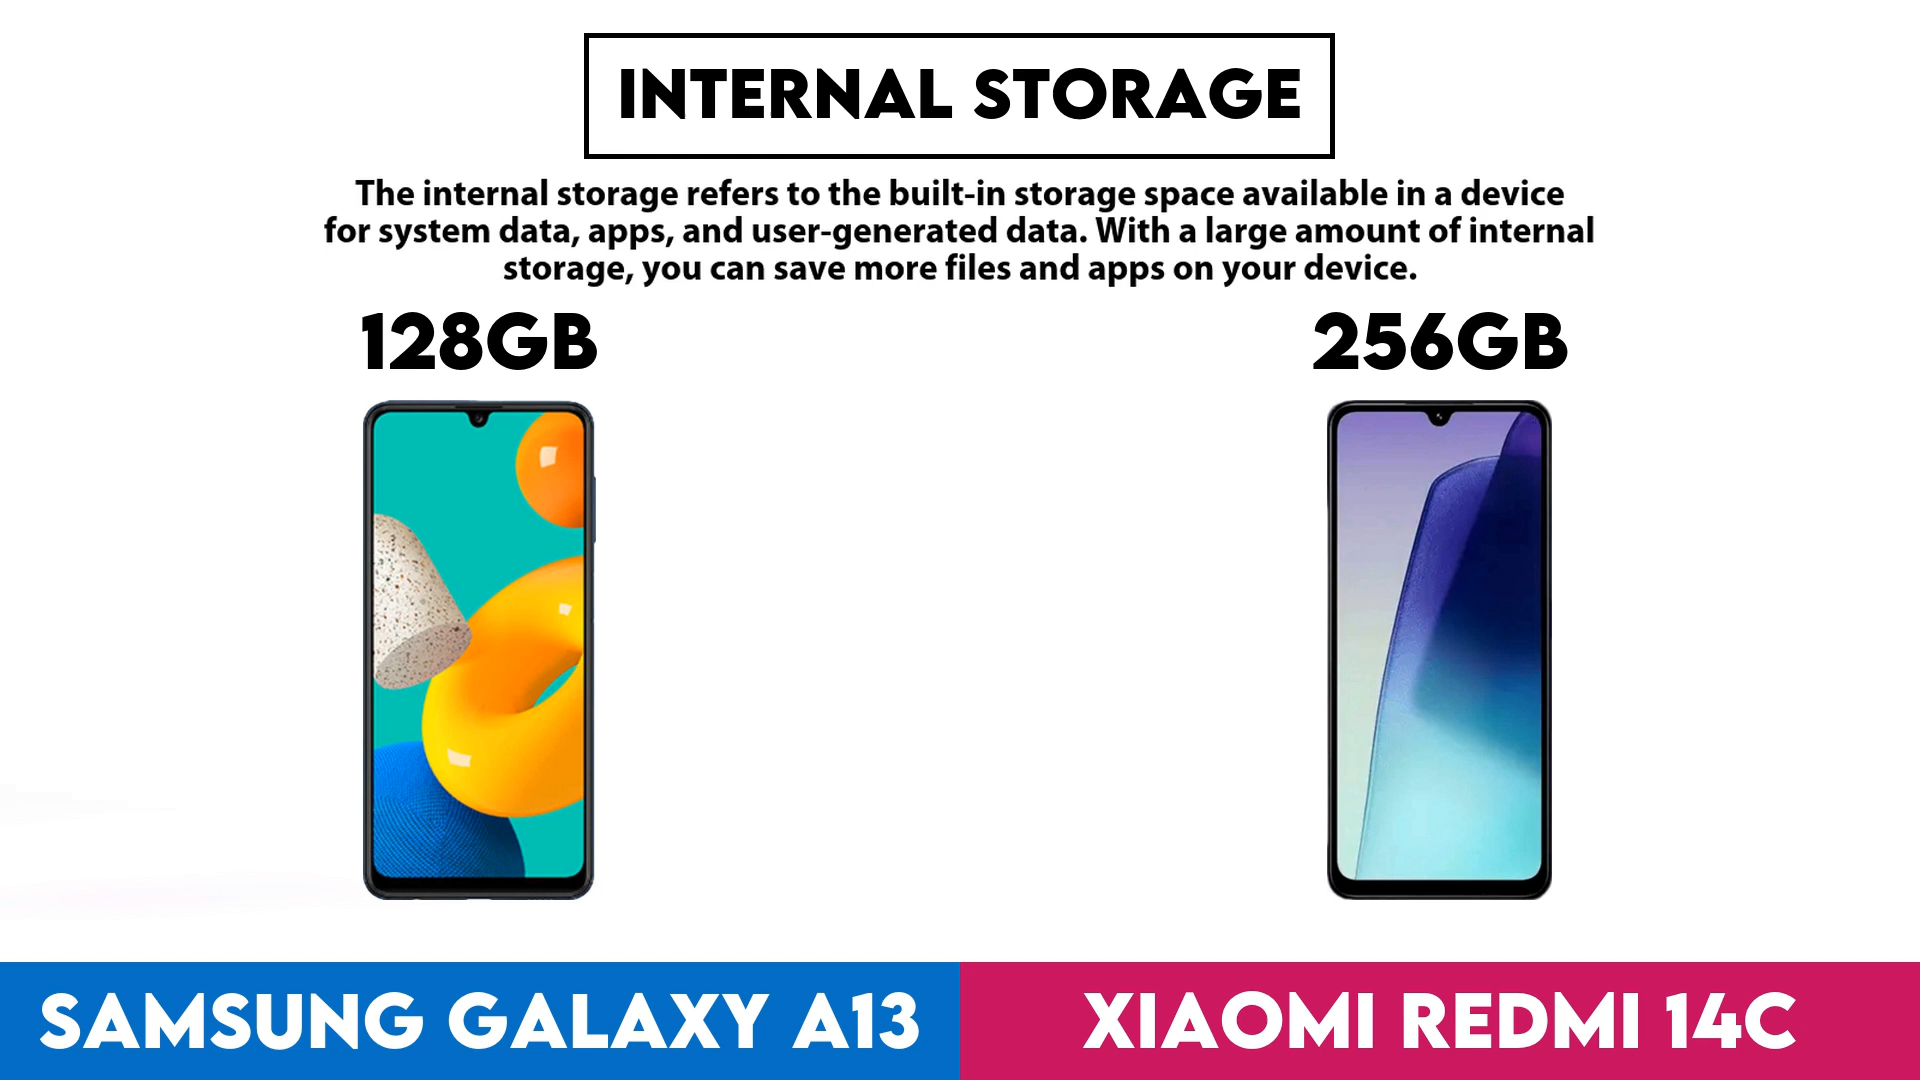 INTERNAL STORAGE
The internal storage refers to the built-in storage space available in a device
for system data, apps, and user-generated data. With a large amount of internal
storage, you can save more files and apps on your device.
128GB
256GB
SAMSUNG GALAXY A13
XIAOMI REDMI 14C